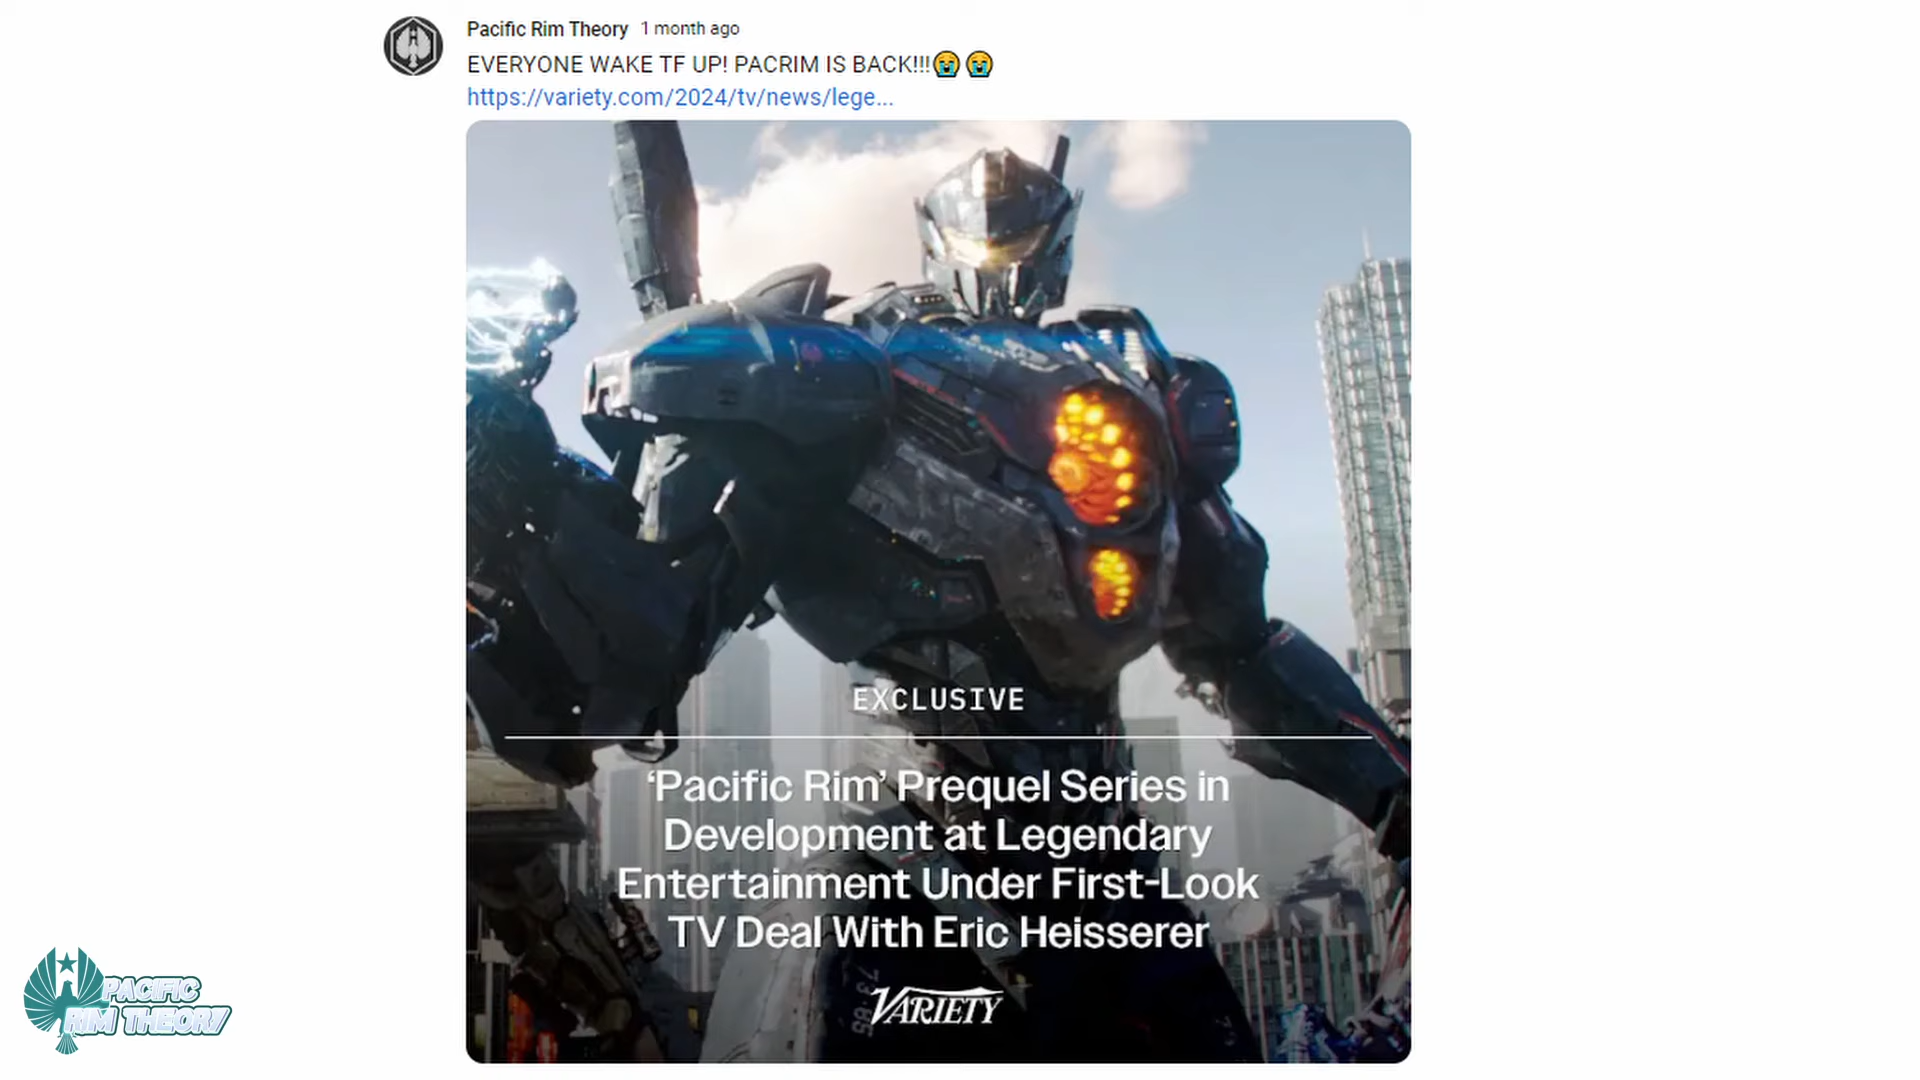 Pacific Rim Theory 1 month ago
EVERYONE WAKE TF UP! PACRIM IS BACK!!!😭😭
https://variety.com/2024/tv/news/lege...
EXCLUSIVE
‘Pacific Rim’ Prequel Series in
Development at Legendary
Entertainment Under First-Look
TV Deal With Eric Heisserer
VARIETY
PACIFIC
RIM THEORY